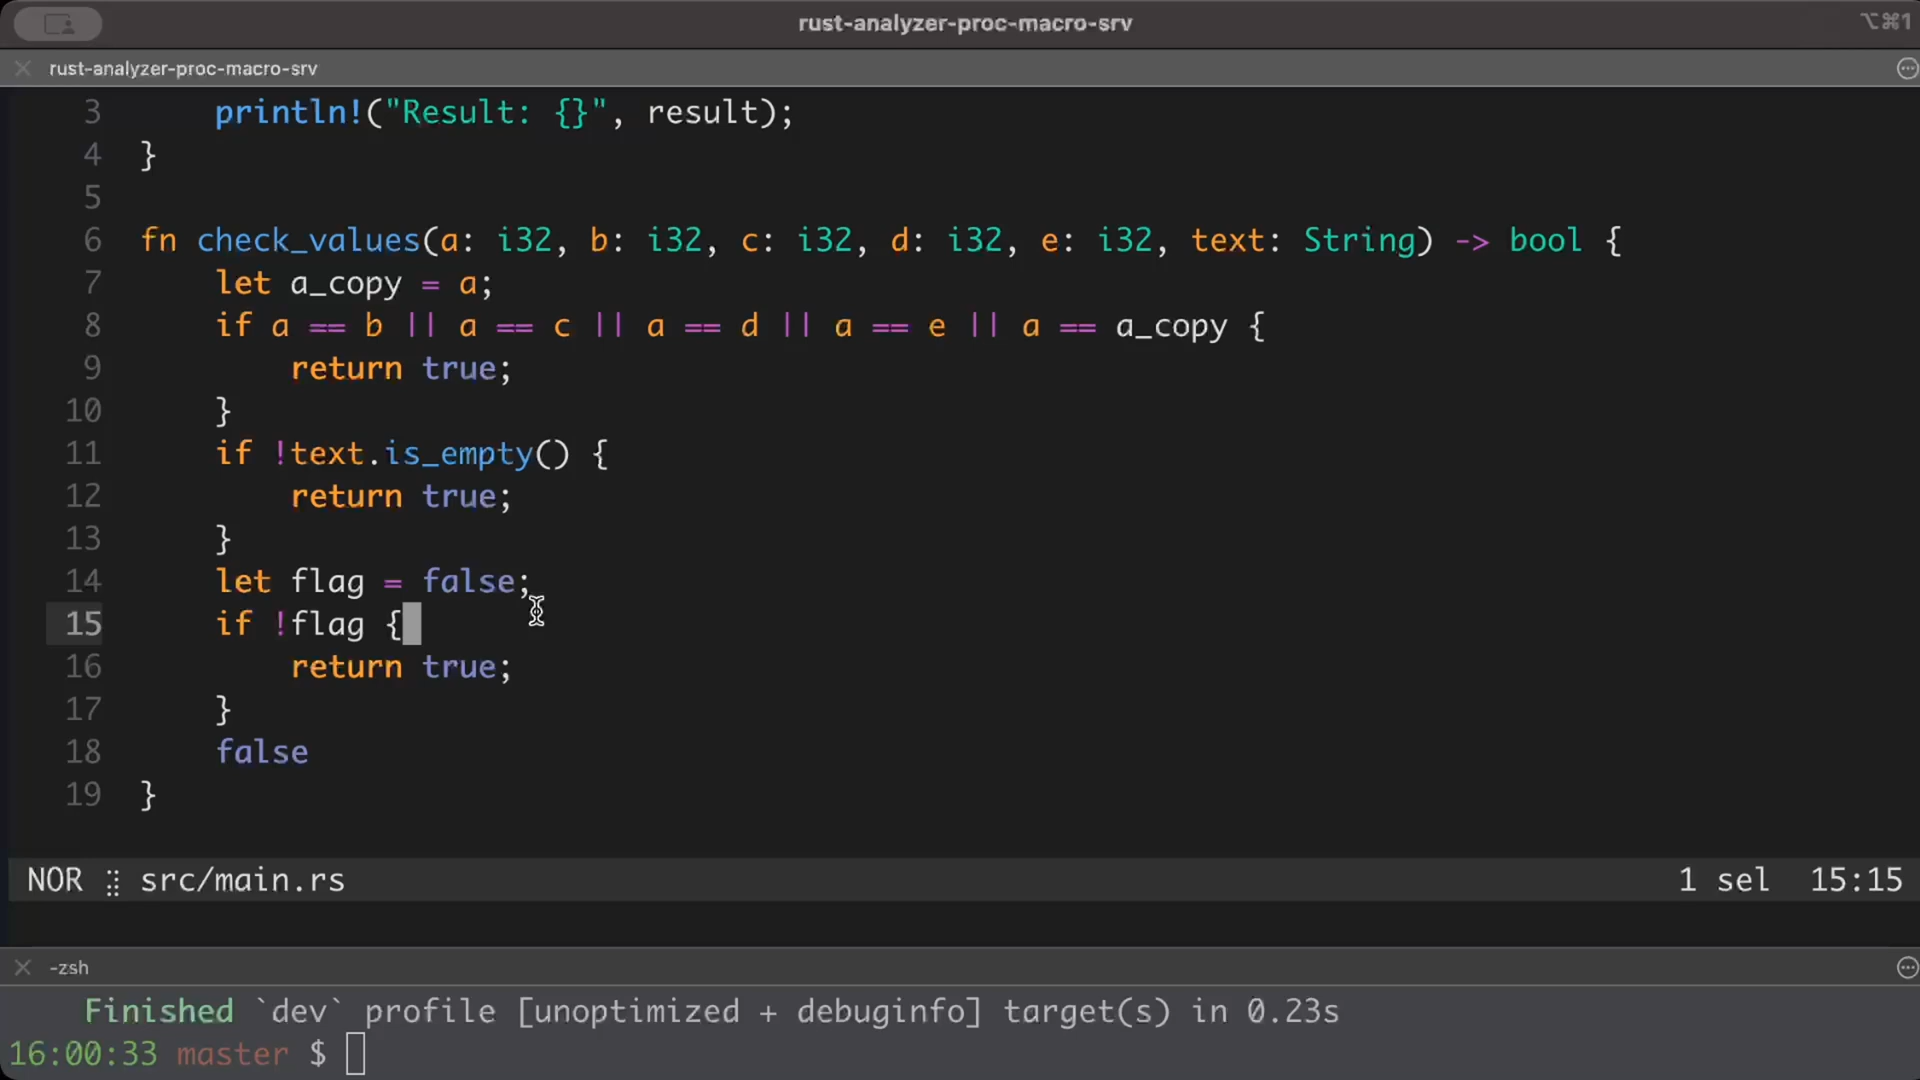 rust-analyzer-proc-macro-srv
⌥⌘1
rust-analyzer-proc-macro-srv
3 println!("Result: {}", result);
4 }
5
6 fn check_values(a: i32, b: i32, c: i32, d: i32, e: i32, text: String) -> bool {
7 let a_copy = a;
8 if a == b || a == c || a == d || a == e || a == a_copy {
9 return true;
10 }
11 if !text.is_empty() {
12 return true;
13 }
14 let flag = false;
15 if !flag {
16 return true;
17 }
18 false
19 }
NOR src/main.rs 1 sel 15:15
-zsh
Finished `dev` profile [unoptimized + debuginfo] target(s) in 0.23s
16:00:33 master $